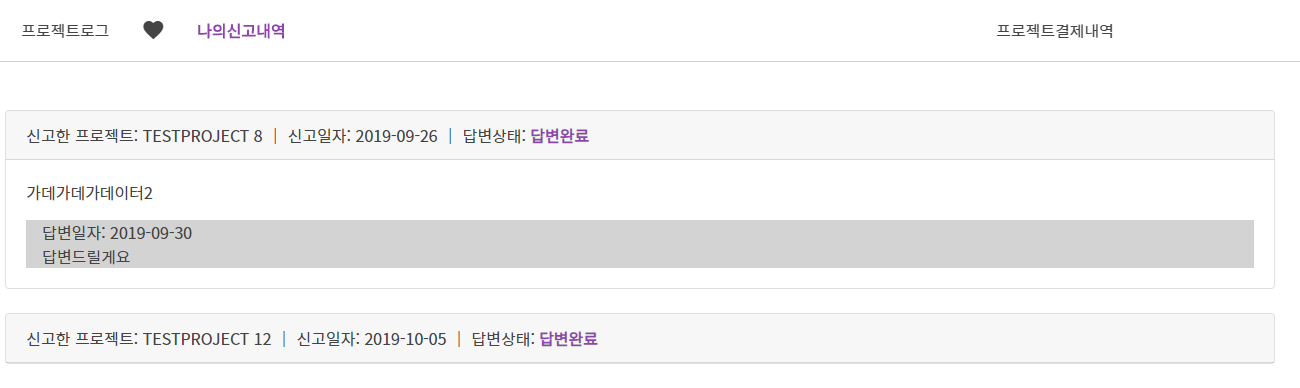 프로젝트로그 나의신고내역 프로젝트결제내역
신고한 프로젝트: TESTPROJECT 8 | 신고일자: 2019-09-26 | 답변상태: 답변완료
가데가데가데이터2
답변일자: 2019-09-30
답변드릴게요
신고한 프로젝트: TESTPROJECT 12 | 신고일자: 2019-10-05 | 답변상태: 답변완료